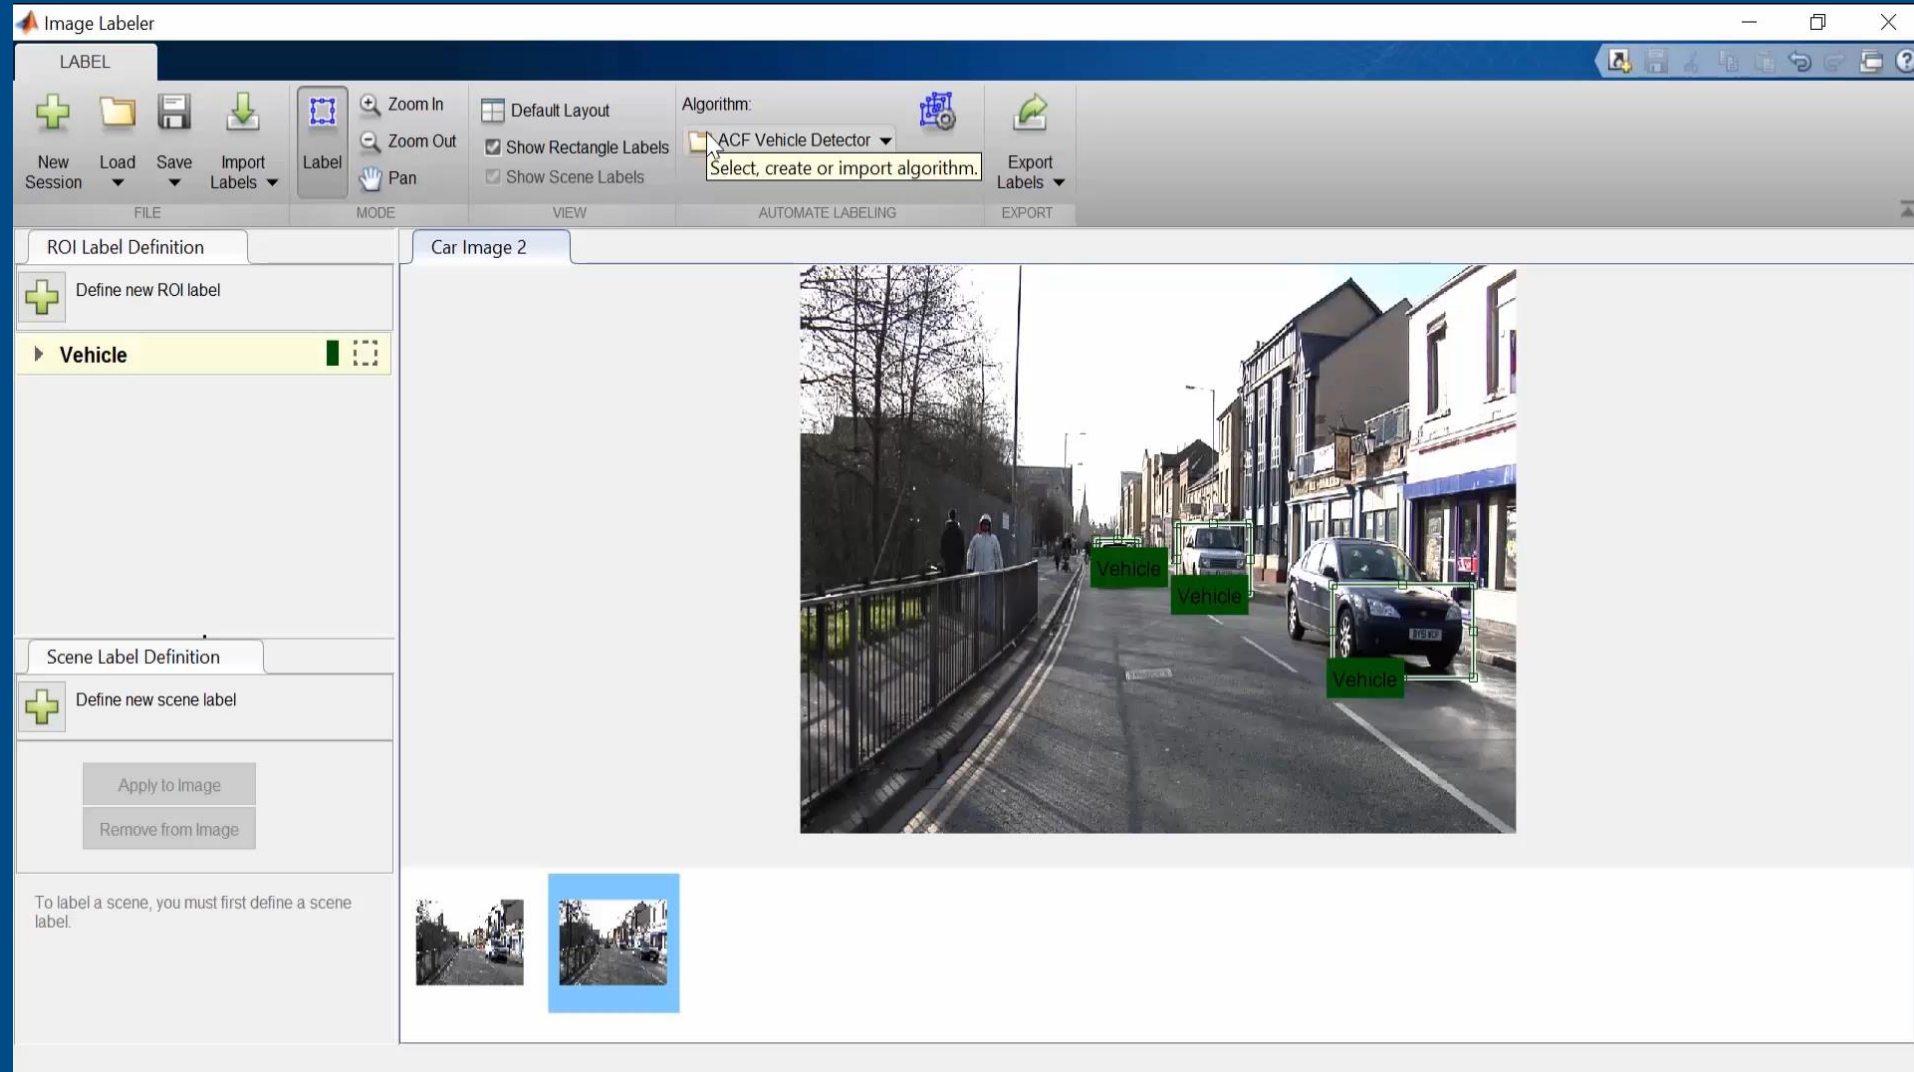 Image Labeler
LABEL
New Session
Load
Save
Import Labels
Label
Zoom In
Zoom Out
Pan
Default Layout
Show Rectangle Labels
Show Scene Labels
Algorithm:
ACF Vehicle Detector
Select, create or import algorithm.
Export Labels
FILE
MODE
VIEW
AUTOMATE LABELING
EXPORT
ROI Label Definition
Define new ROI label
Vehicle
Car Image 2
Vehicle
Vehicle
Vehicle
Scene Label Definition
Define new scene label
Apply to Image
Remove from Image
To label a scene, you must first define a scene
label.